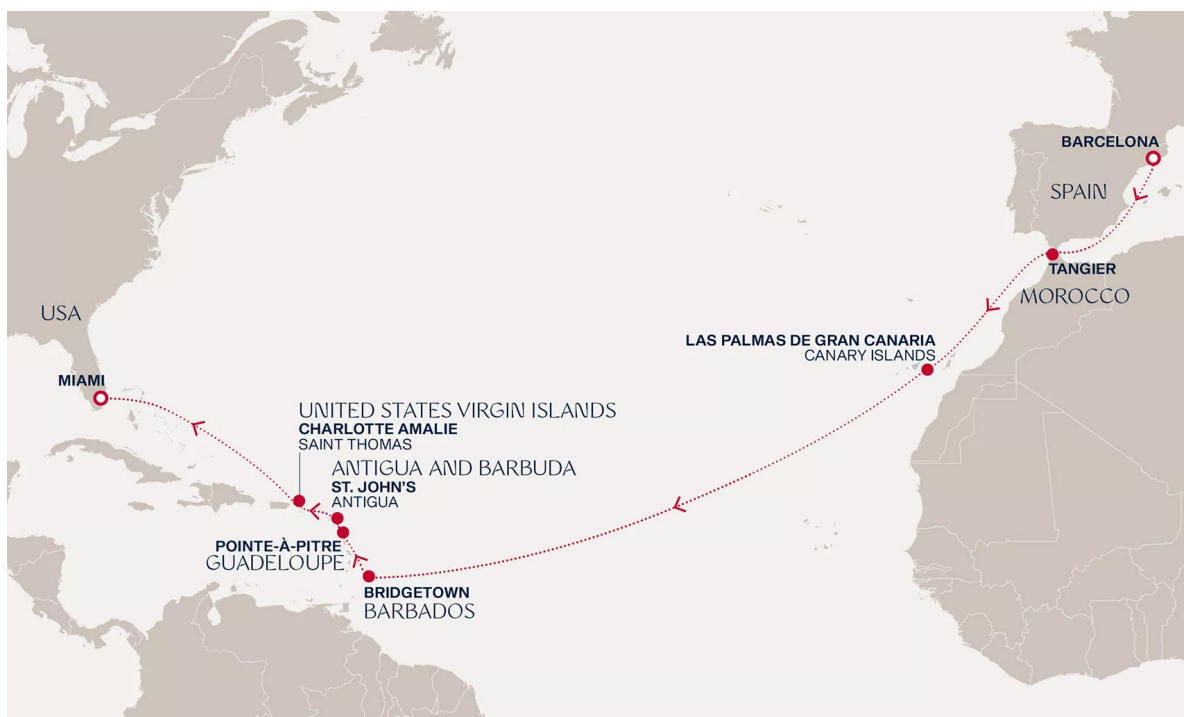 BARCELONA
SPAIN
TANGIER
MOROCCO
USA
LAS PALMAS DE GRAN CANARIA
CANARY ISLANDS
MIAMI
UNITED STATES VIRGIN ISLANDS
CHARLOTTE AMALIE
SAINT THOMAS
ANTIGUA AND BARBUDA
ST. JOHN'S
ANTIGUA
POINTE-À-PITRE
GUADELOUPE
BRIDGETOWN
BARBADOS